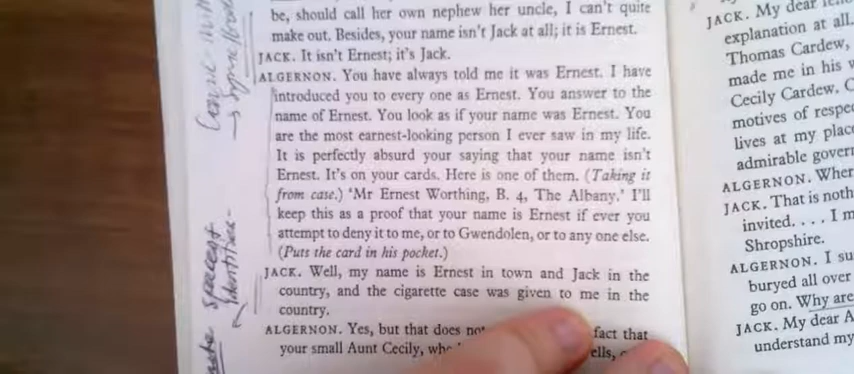 be, should call her own nephew her uncle, I can't quite
make out. Besides, your name isn't Jack at all; it is Ernest.
JACK. It isn't Ernest; it's Jack.
ALGERNON. You have always told me it was Ernest. I have
introduced you to every one as Ernest. You answer to the
name of Ernest. You look as if your name was Ernest. You
are the most earnest-looking person I ever saw in my life.
It is perfectly absurd your saying that your name isn't
Ernest. It's on your cards. Here is one of them. (Taking it
from case.) 'Mr Ernest Worthing, B. 4, The Albany.' I'll
keep this as a proof that your name is Ernest if ever you
attempt to deny it to me, or to Gwendolen, or to any one else.
(Puts the card in his pocket.)
JACK. Well, my name is Ernest in town and Jack in the
country, and the cigarette case was given to me in the
country.
ALGERNON. Yes, but that does fact that
your small Aunt Cecily,
JACK. My dear
explanation at all.
Thomas Cardew,
made me in his
Cecily Cardew.
motives of
lives at my
admirable
ALGERNON.
JACK. That is
invited. . . . I
Shropshire.
ALGERNON. I
buryed all over
go on. Why are
JACK. My dear
understand my